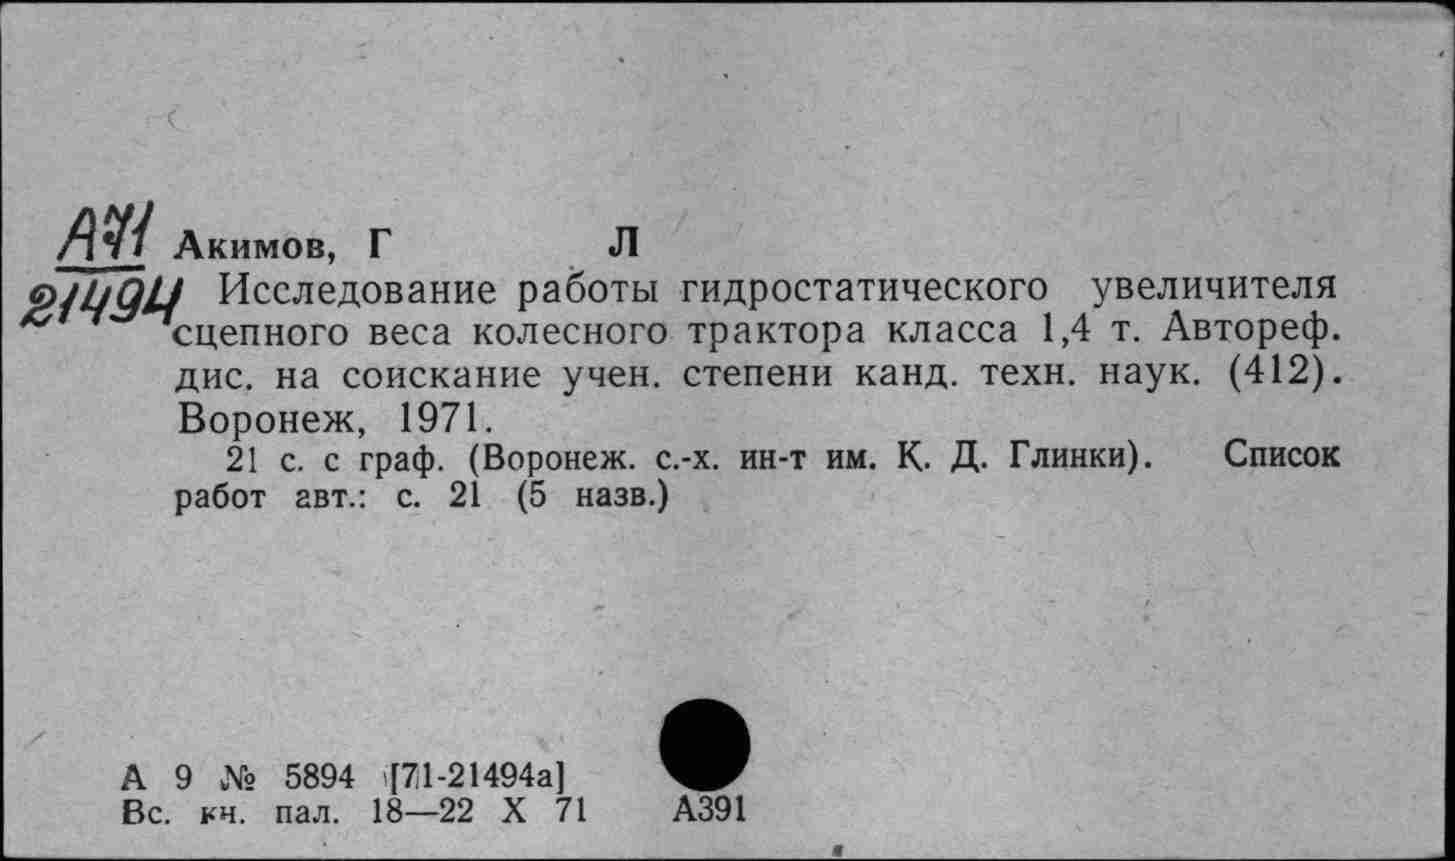 А71 Акимов, Г Л
21494 Исследование работы гидростатического увеличителя
сцепного веса колесного трактора класса 1,4 т. Автореф.
дис. на соискание учен. степени канд. техн. наук. (412).
Воронеж, 1971.
21 с. с граф. (Воронеж. с.-х. ин-т им. К. Д. Глинки). Список
работ авт.: с. 21 (5 назв.)
А 9 № 5894 [71-21494а]
Вс. кн. пал. 18—22 X 71 А391